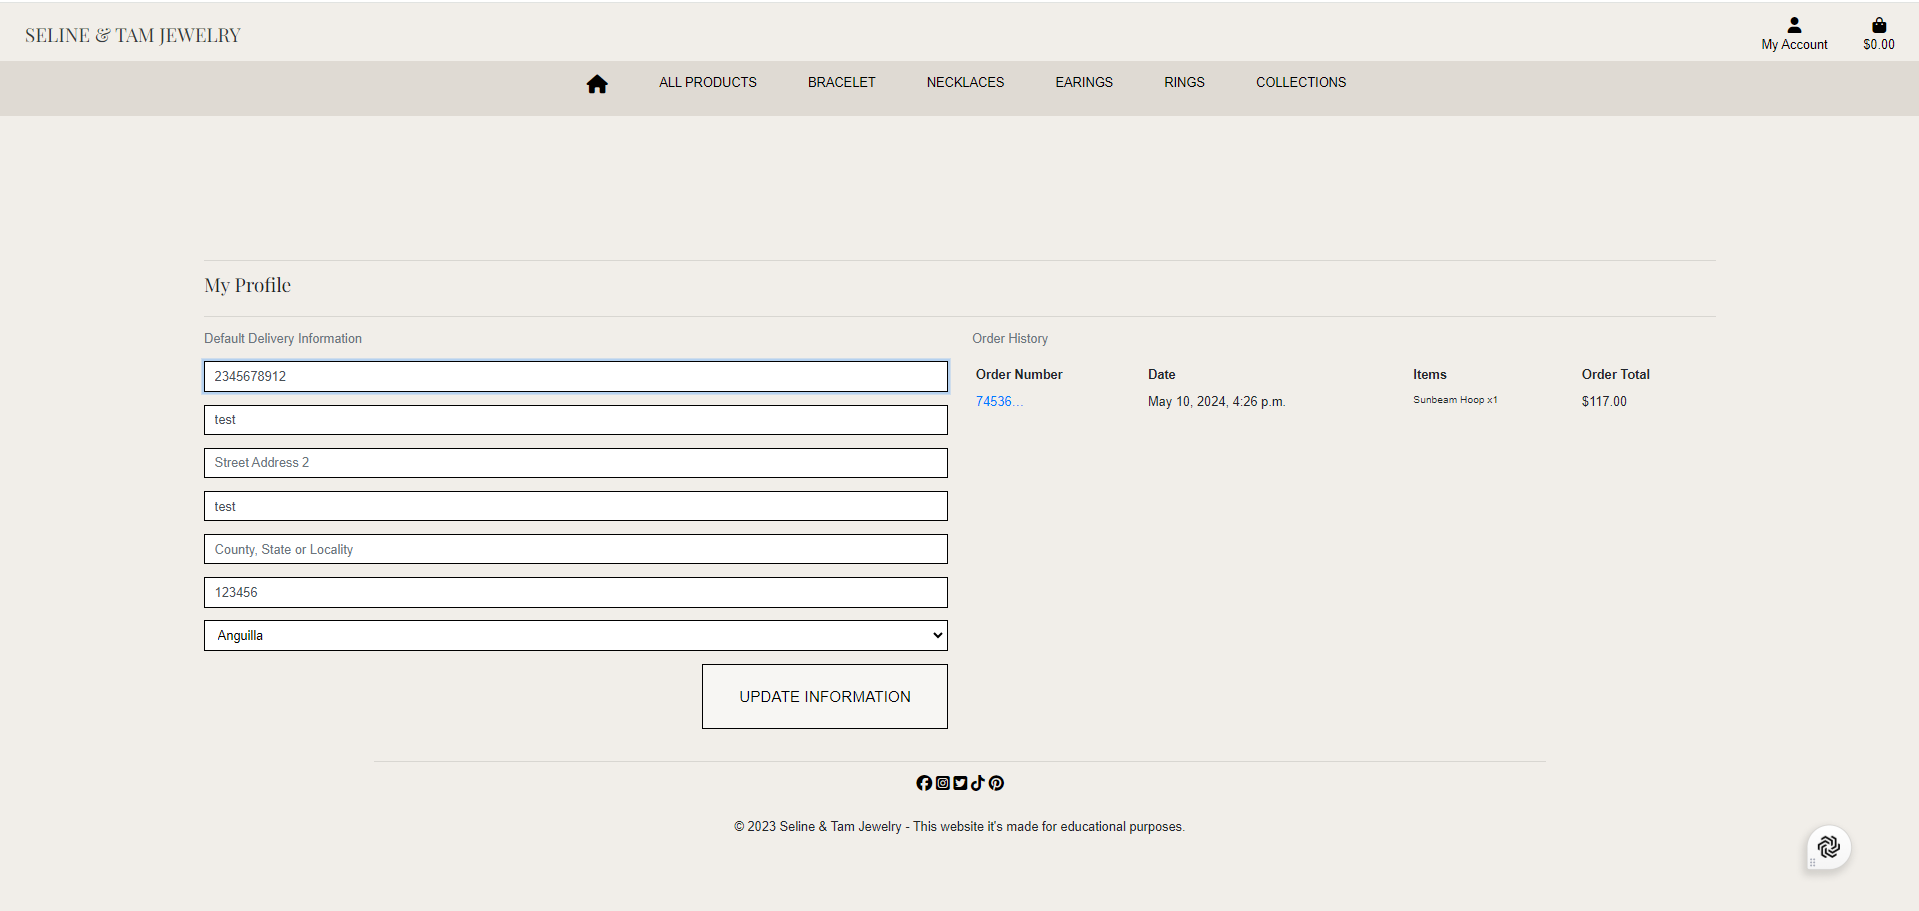 SELINE & TAM JEWELRY
My Account
$0.00
ALL PRODUCTS
BRACELET
NECKLACES
EARINGS
RINGS
COLLECTIONS
My Profile
Default Delivery Information
2345678912
test
Street Address 2
test
County, State or Locality
123456
Anguilla
UPDATE INFORMATION
Order History
Order Number Date Items Order Total
74536... May 10, 2024, 4:26 p.m. Sunbeam Hoop x1 $117.00
© 2023 Seline & Tam Jewelry - This website it's made for educational purposes.